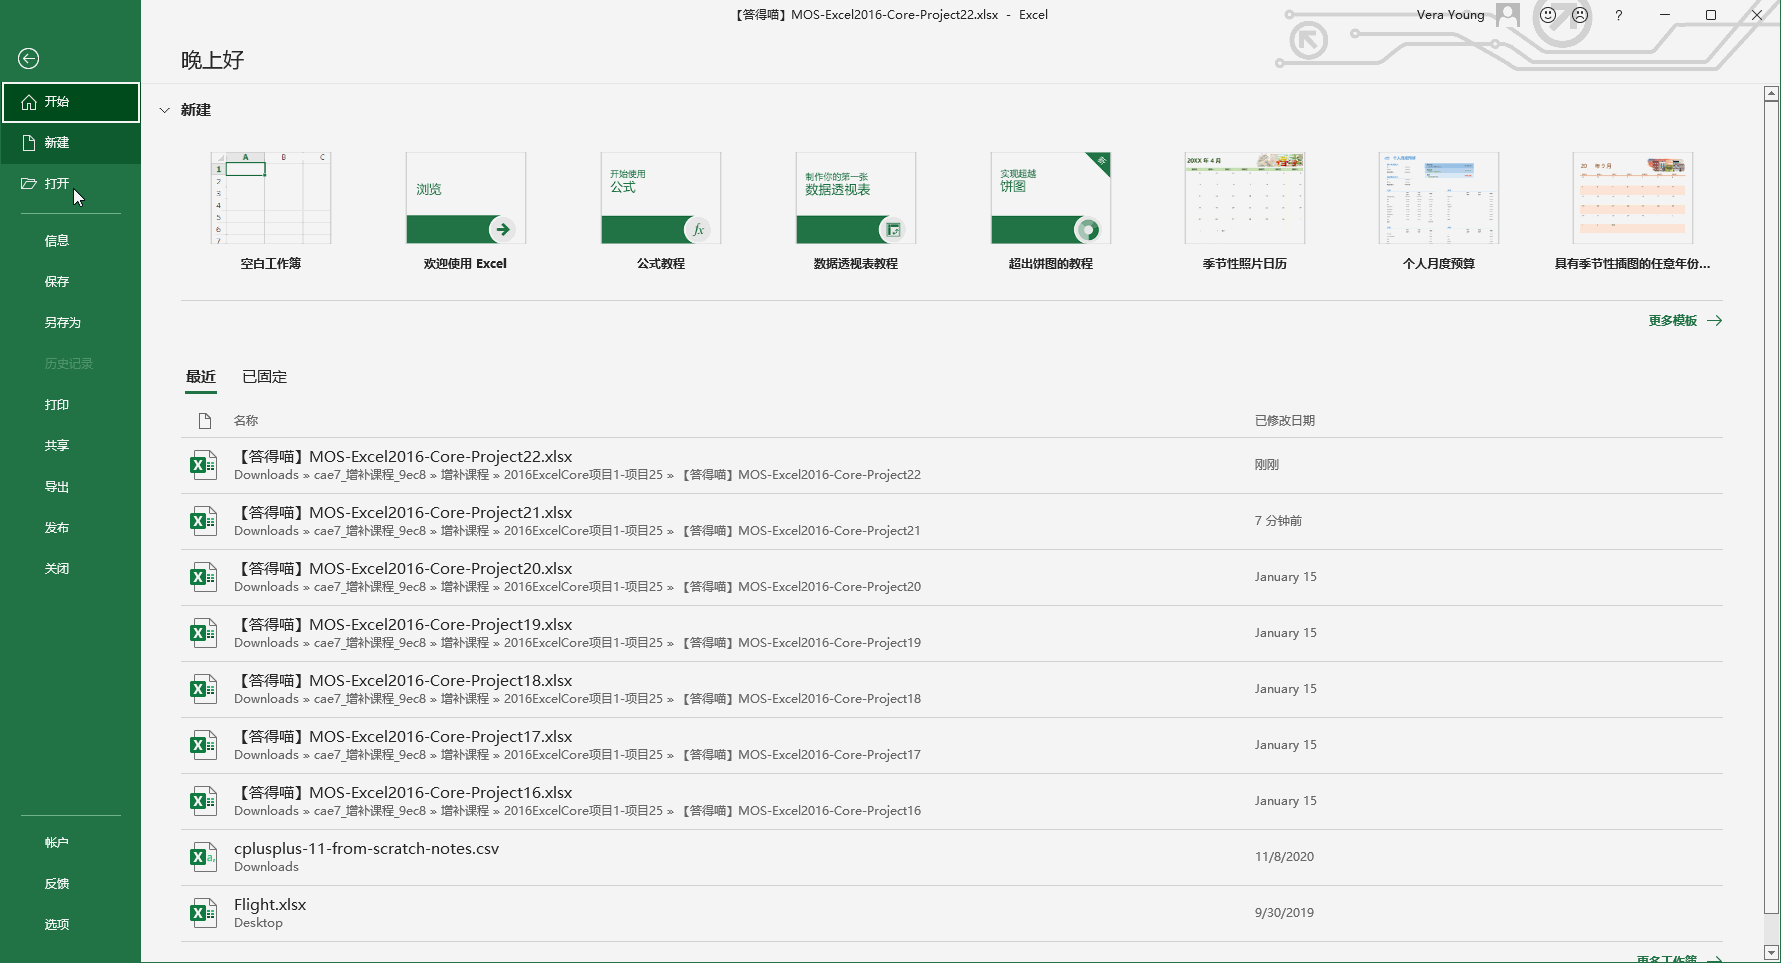 【答得喵】MOS-Excel2016-Core-Project22.xlsx - Excel
Vera Young
?
晚上好
开始
新建
打开
信息
保存
另存为
历史记录
打印
共享
导出
发布
关闭
帐户
反馈
选项
新建
A B C
1
2
3
4
5
6
7
空白工作簿
浏览
欢迎使用 Excel
开始使用
公式
fx
公式教程
制作你的第一张
数据透视表
数据透视表教程
实现超越
饼图
新
超出饼图的教程
20XX 年 4 月
季节性照片日历
个人月度预算
个人月度预算
20 年 9 月
具有季节性插图的任意年份...
更多模板
最近 已固定
名称 已修改日期
【答得喵】MOS-Excel2016-Core-Project22.xlsx
Downloads » cae7_增补课程_9ec8 » 增补课程 » 2016ExcelCore项目1-项目25 » 【答得喵】MOS-Excel2016-Core-Project22
刚刚
【答得喵】MOS-Excel2016-Core-Project21.xlsx
Downloads » cae7_增补课程_9ec8 » 增补课程 » 2016ExcelCore项目1-项目25 » 【答得喵】MOS-Excel2016-Core-Project21
7 分钟前
【答得喵】MOS-Excel2016-Core-Project20.xlsx
Downloads » cae7_增补课程_9ec8 » 增补课程 » 2016ExcelCore项目1-项目25 » 【答得喵】MOS-Excel2016-Core-Project20
January 15
【答得喵】MOS-Excel2016-Core-Project19.xlsx
Downloads » cae7_增补课程_9ec8 » 增补课程 » 2016ExcelCore项目1-项目25 » 【答得喵】MOS-Excel2016-Core-Project19
January 15
【答得喵】MOS-Excel2016-Core-Project18.xlsx
Downloads » cae7_增补课程_9ec8 » 增补课程 » 2016ExcelCore项目1-项目25 » 【答得喵】MOS-Excel2016-Core-Project18
January 15
【答得喵】MOS-Excel2016-Core-Project17.xlsx
Downloads » cae7_增补课程_9ec8 » 增补课程 » 2016ExcelCore项目1-项目25 » 【答得喵】MOS-Excel2016-Core-Project17
January 15
【答得喵】MOS-Excel2016-Core-Project16.xlsx
Downloads » cae7_增补课程_9ec8 » 增补课程 » 2016ExcelCore项目1-项目25 » 【答得喵】MOS-Excel2016-Core-Project16
January 15
cplusplus-11-from-scratch-notes.csv
Downloads
11/8/2020
Flight.xlsx
Desktop
9/30/2019
更多工作簿